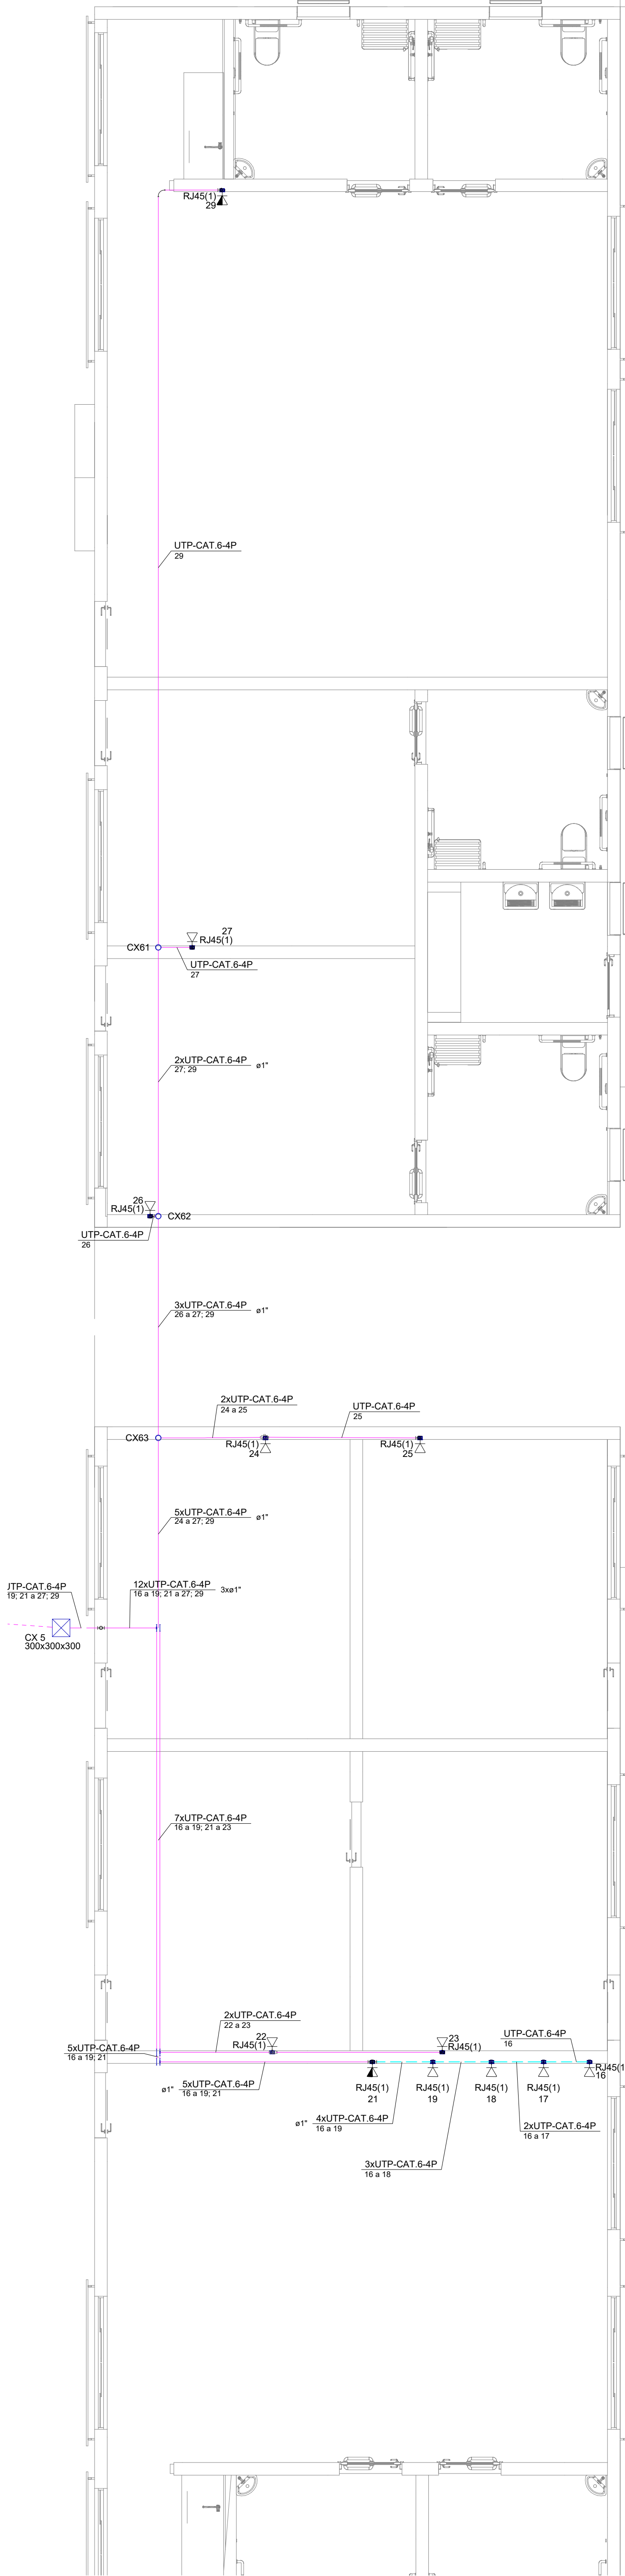 RJ45(1)
29
UTP-CAT.6-4P
29
27
RJ45(1)
CX61
UTP-CAT.6-4P
27
2xUTP-CAT.6-4P
27; 29
ø1"
26
RJ45(1)
CX62
UTP-CAT.6-4P
26
3xUTP-CAT.6-4P
26 a 27; 29
ø1"
2xUTP-CAT.6-4P
24 a 25
UTP-CAT.6-4P
25
CX63
RJ45(1)
24
RJ45(1)
25
5xUTP-CAT.6-4P
24 a 27; 29
ø1"
JTP-CAT.6-4P
19; 21 a 27; 29
12xUTP-CAT.6-4P
16 a 19; 21 a 27; 29
3xø1"
CX 5
300x300x300
7xUTP-CAT.6-4P
16 a 19; 21 a 23
2xUTP-CAT.6-4P
22 a 23
22
RJ45(1)
23
RJ45(1)
UTP-CAT.6-4P
16
5xUTP-CAT.6-4P
16 a 19; 21
RJ45(1
16
ø1"
5xUTP-CAT.6-4P
16 a 19; 21
RJ45(1)
21
RJ45(1)
19
RJ45(1)
18
RJ45(1)
17
ø1"
4xUTP-CAT.6-4P
16 a 19
2xUTP-CAT.6-4P
16 a 17
3xUTP-CAT.6-4P
16 a 18